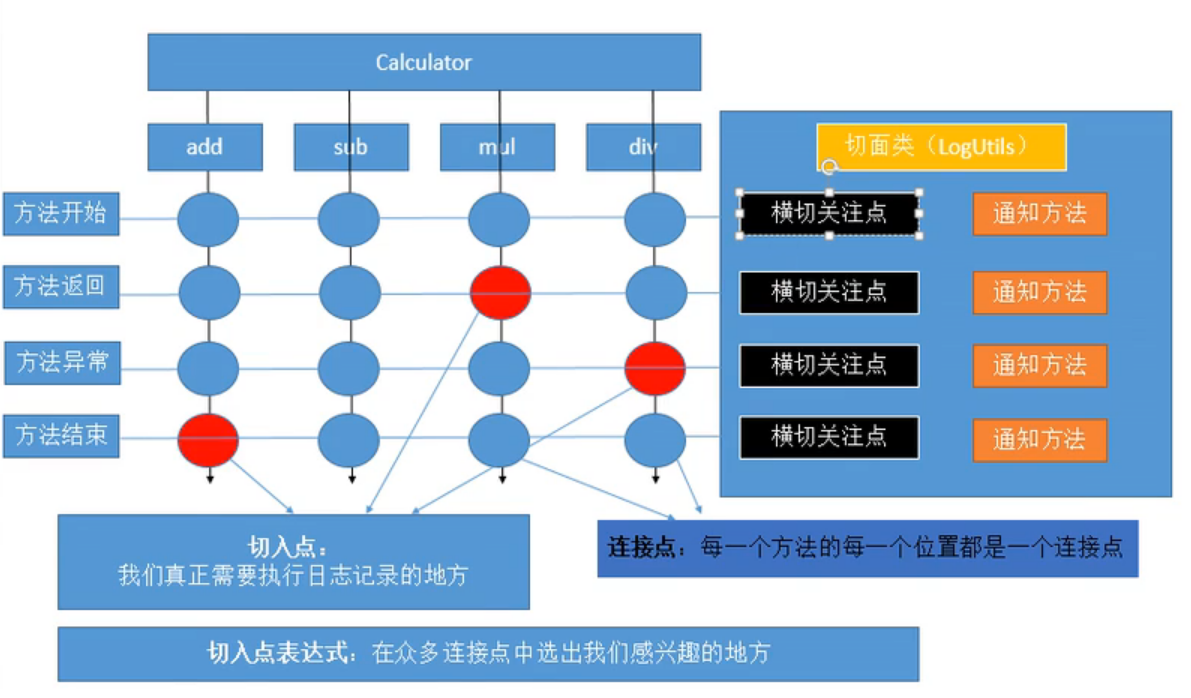 Calculator
add
sub
mul
div
切面类（LogUtils）
方法开始
横切关注点
通知方法
方法返回
横切关注点
通知方法
方法异常
横切关注点
通知方法
方法结束
横切关注点
通知方法
切入点：
我们真正需要执行日志记录的地方
连接点：每一个方法的每一个位置都是一个连接点
切入点表达式：在众多连接点中选出我们感兴趣的地方